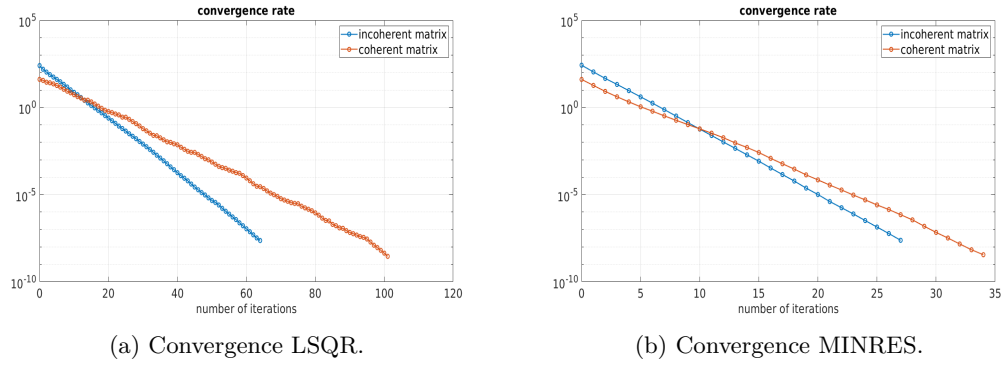 convergence rate
10^5
10^0
10^-5
10^-10
0 20 40 60 80 100 120
number of iterations
incoherent matrix
coherent matrix
(a) Convergence LSQR.
convergence rate
10^5
10^0
10^-5
10^-10
0 5 10 15 20 25 30 35
number of iterations
incoherent matrix
coherent matrix
(b) Convergence MINRES.